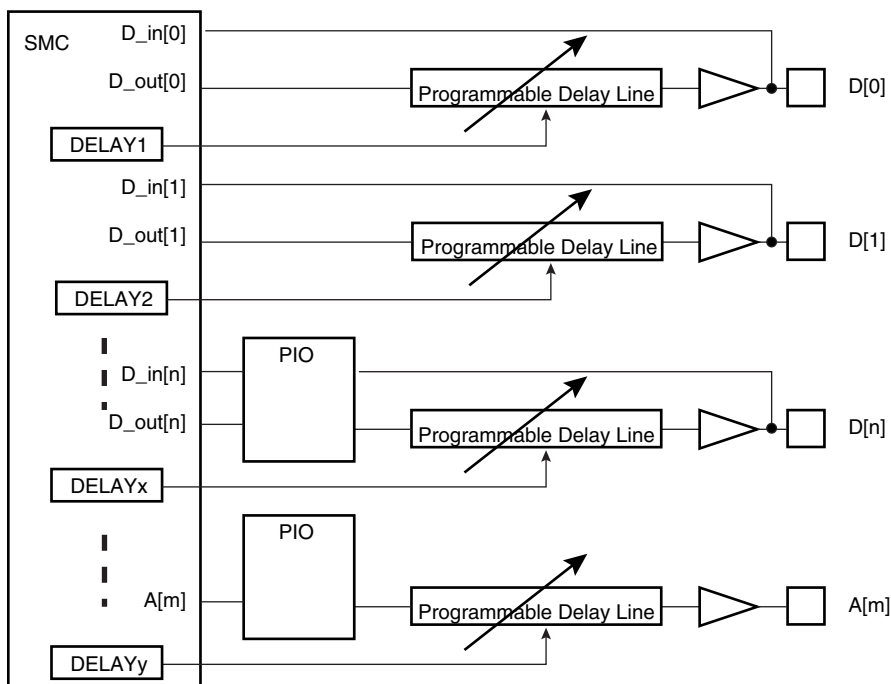 SMC
D_in[0]
D_out[0]
Programmable Delay Line
D[0]
DELAY1
D_in[1]
D_out[1]
Programmable Delay Line
D[1]
DELAY2
PIO
D_in[n]
D_out[n]
Programmable Delay Line
D[n]
DELAYx
PIO
A[m]
Programmable Delay Line
A[m]
DELAYy